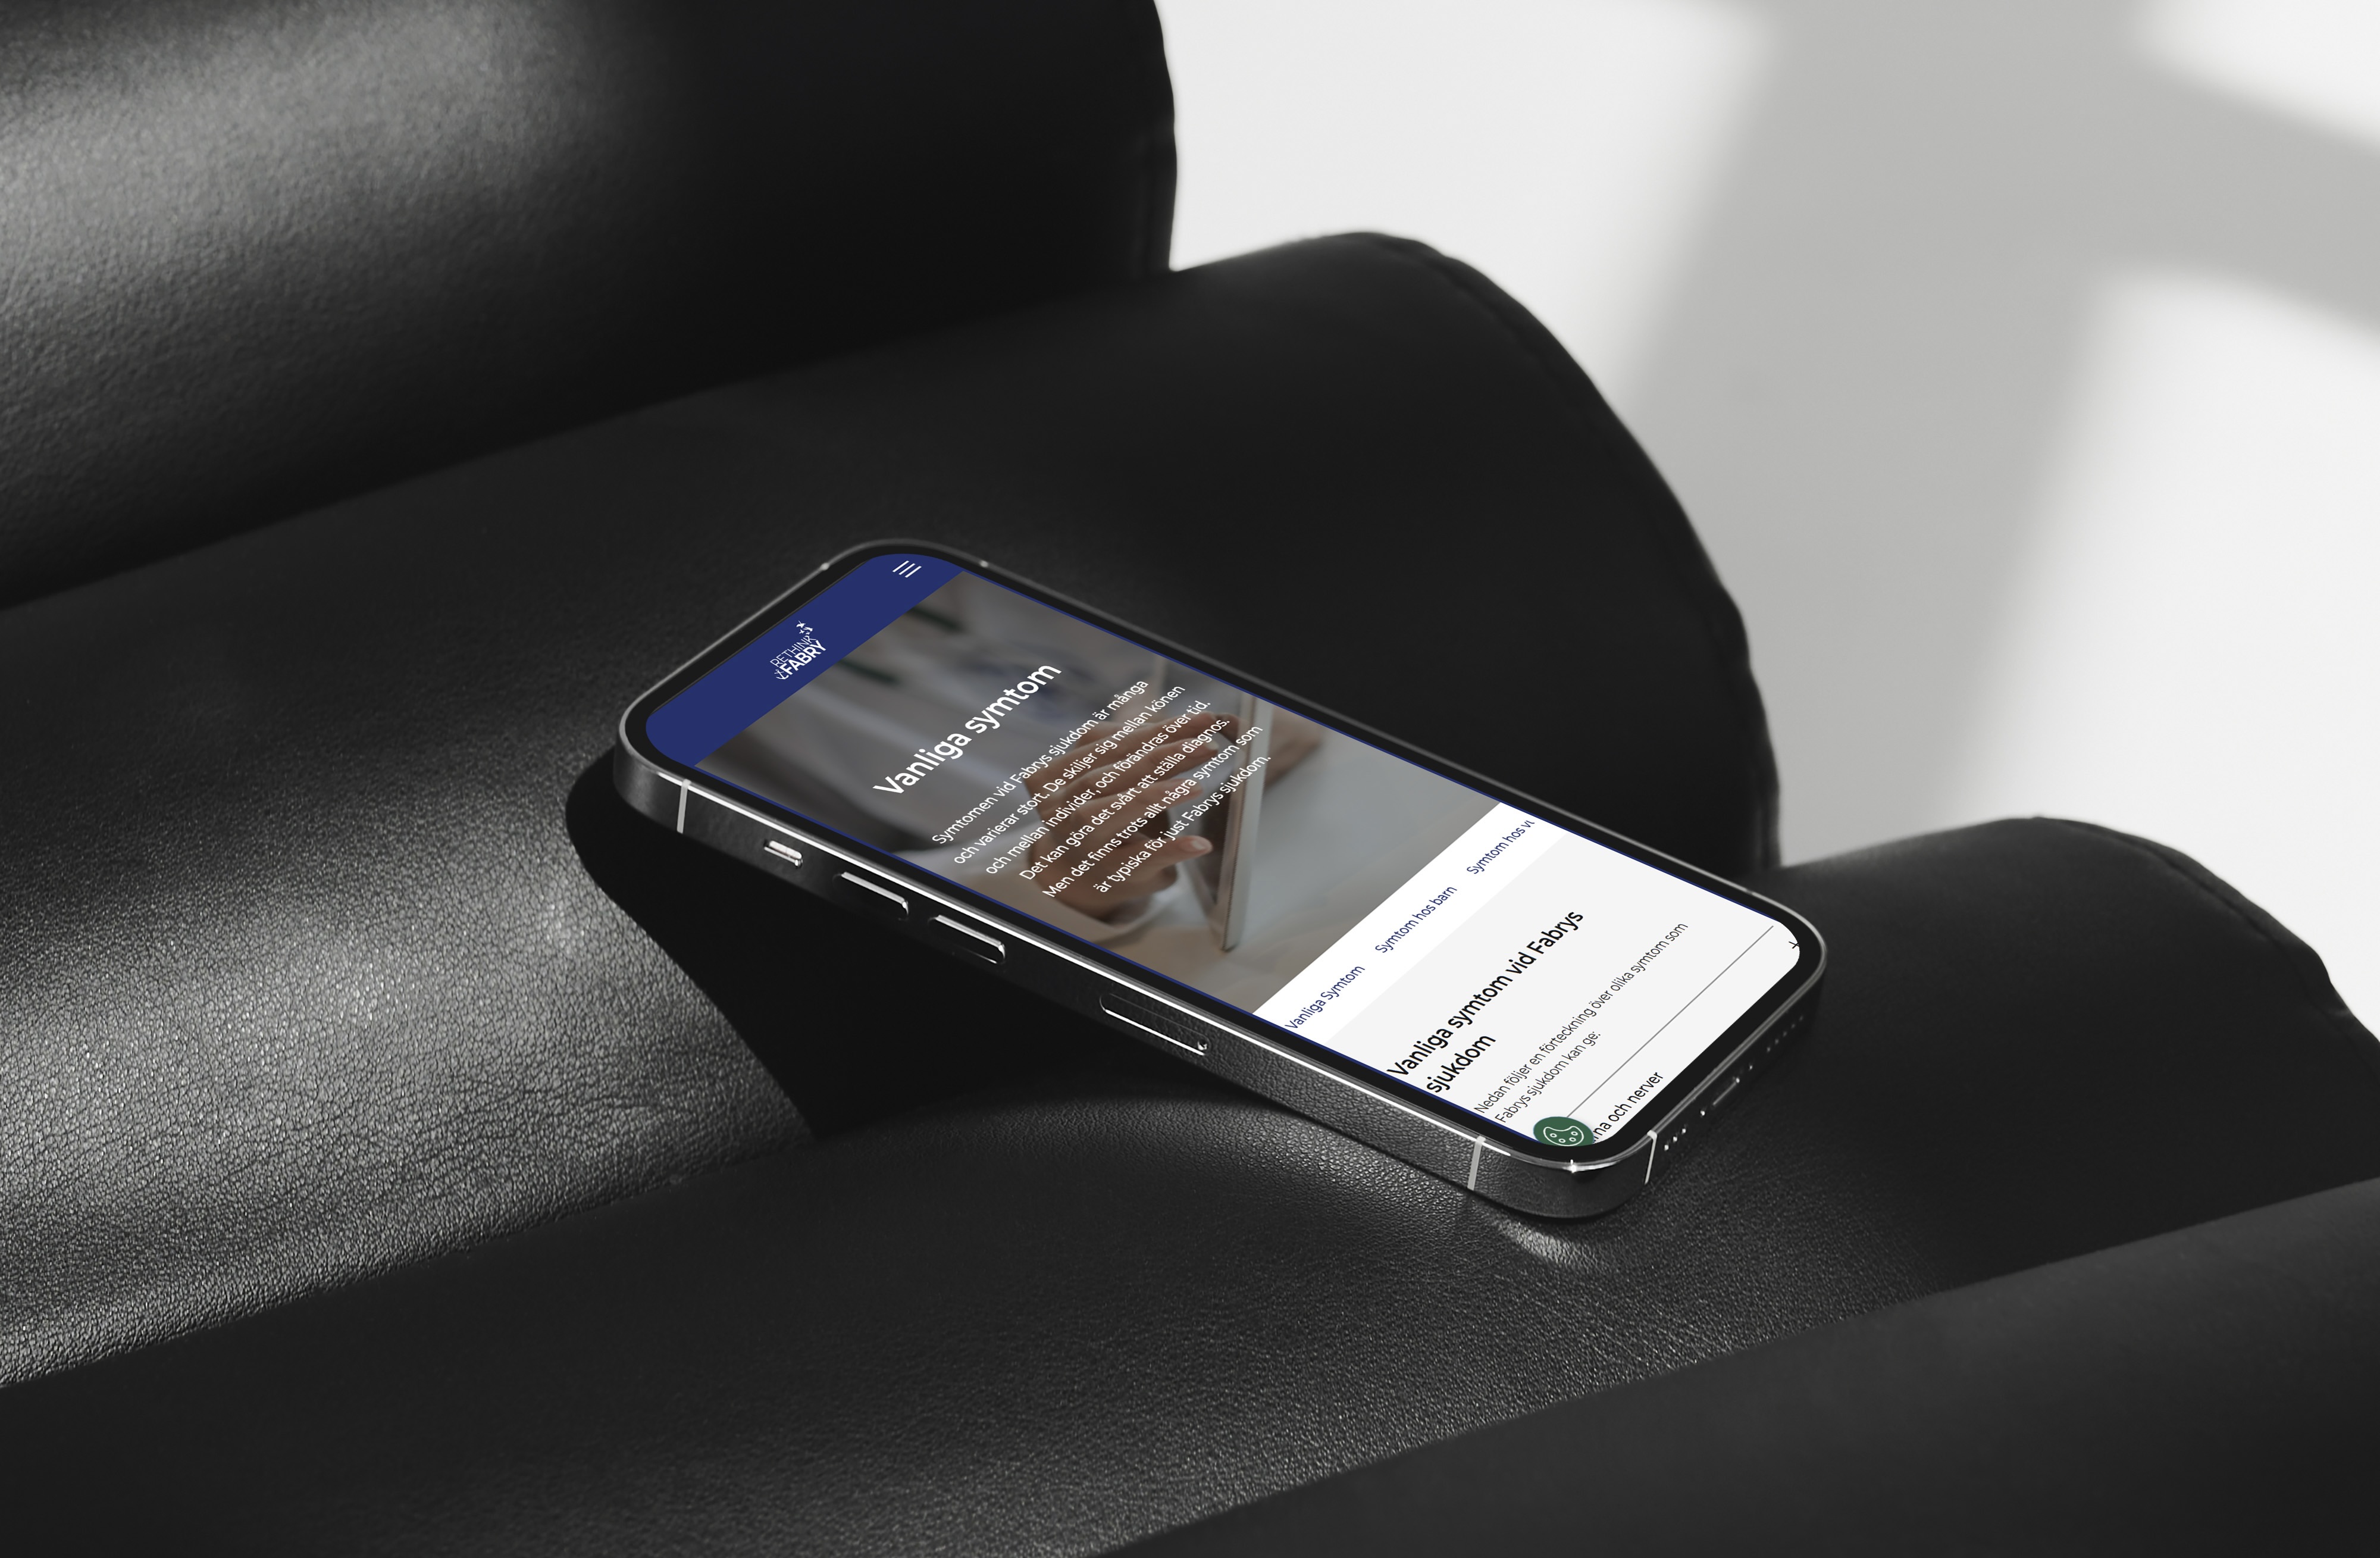 RETHINK
FABRY
Vanliga symtom
Symtomen vid Fabrys sjukdom är många
och varierar stort. De skiljer sig mellan könen
och mellan individer, och förändras över tid.
Det kan göra det svårt att ställa diagnos.
Men det finns trots allt några symtom som
är typiska för just Fabrys sjukdom.
Vanliga Symtom Symtom hos barn Symtom hos
Vanliga symtom vid Fabrys
sjukdom
Nedan följer en förteckning över olika symtom som
Fabrys sjukdom kan ge:
och nerver